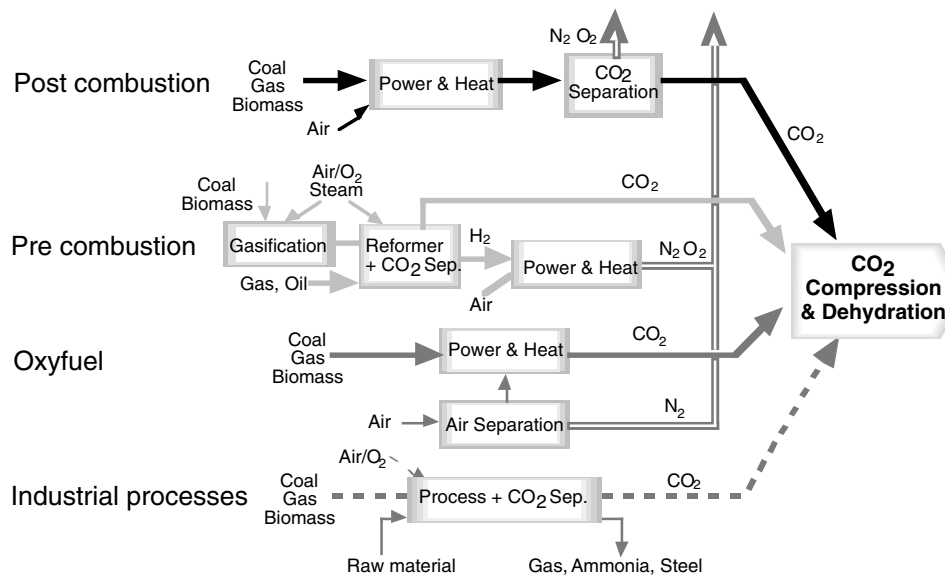 N₂ O₂
Post combustion
Coal
Gas
Biomass
Power & Heat
CO₂
Separation
Air
CO₂
Air/O₂
Steam
Coal
Biomass
CO₂
Pre combustion
Gasification
Reformer
+ CO₂ Sep.
H₂
Power & Heat
N₂ O₂
Gas, Oil
Air
CO₂
Compression
& Dehydration
Oxyfuel
Coal
Gas
Biomass
Power & Heat
CO₂
Air
Air Separation
N₂
Air/O₂
Industrial processes
Coal
Gas
Biomass
Process + CO₂ Sep.
CO₂
Raw material
Gas, Ammonia, Steel